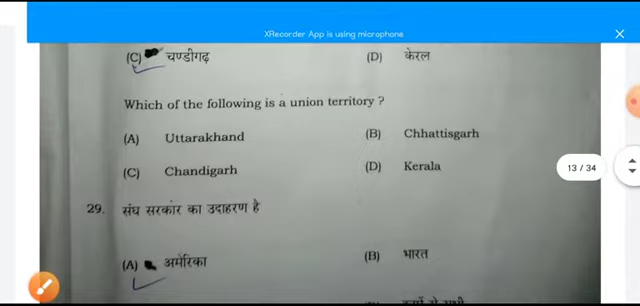 XRecorder App is using microphone
(C) चण्डीगढ़ (D) केरल
Which of the following is a union territory ?
(A) Uttarakhand (B) Chhattisgarh
(C) Chandigarh (D) Kerala
13 / 34
29. संघ सरकार का उदाहरण है
(A) अमेरिका (B) भारत